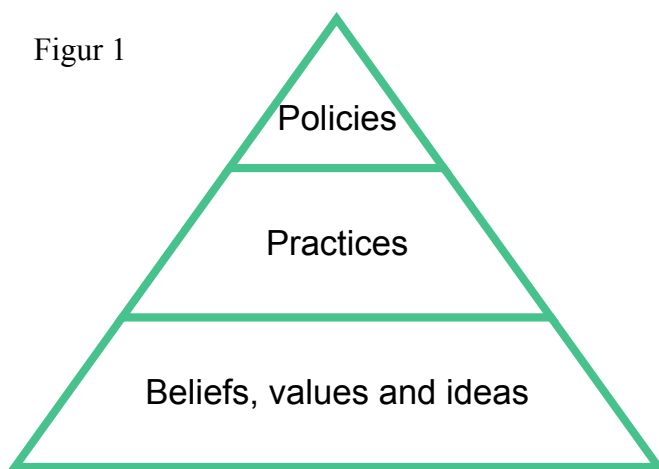 Figur 1
Policies
Practices
Beliefs, values and ideas